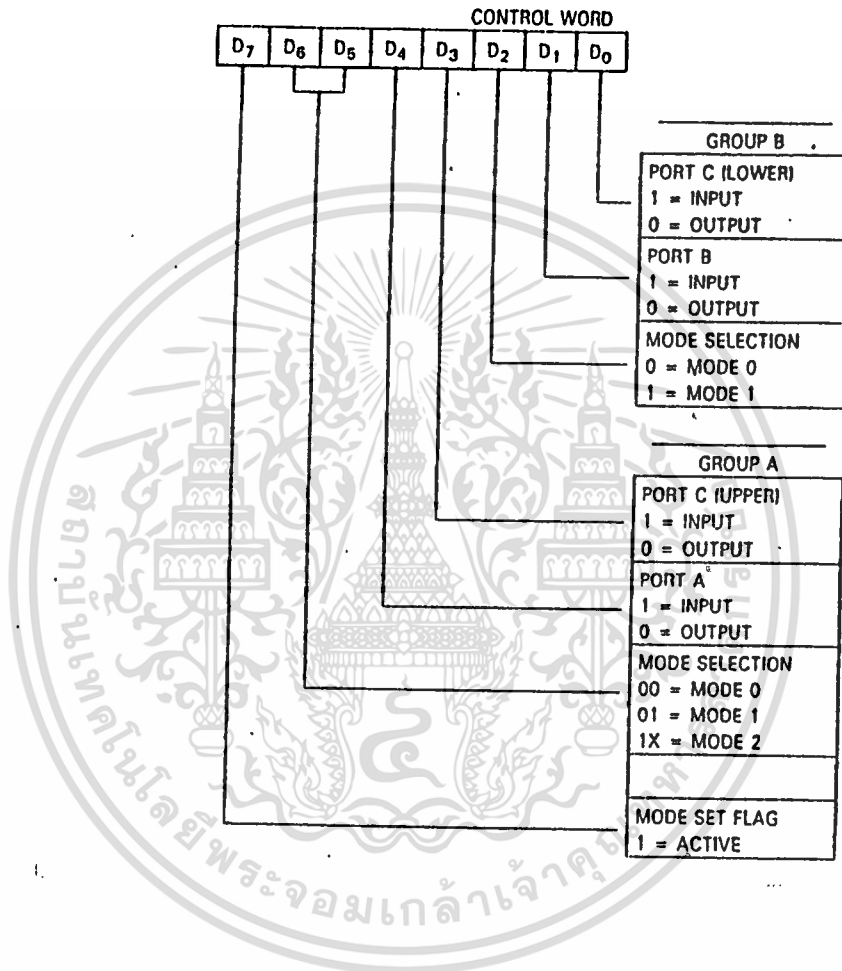 CONTROL WORD
D7 D6 D5 D4 D3 D2 D1 D0
GROUP B
PORT C (LOWER)
1 = INPUT
0 = OUTPUT
PORT B
1 = INPUT
0 = OUTPUT
MODE SELECTION
0 = MODE 0
1 = MODE 1
GROUP A
PORT C (UPPER)
1 = INPUT
0 = OUTPUT
PORT A
1 = INPUT
0 = OUTPUT
MODE SELECTION
00 = MODE 0
01 = MODE 1
1X = MODE 2
MODE SET FLAG
1 = ACTIVE